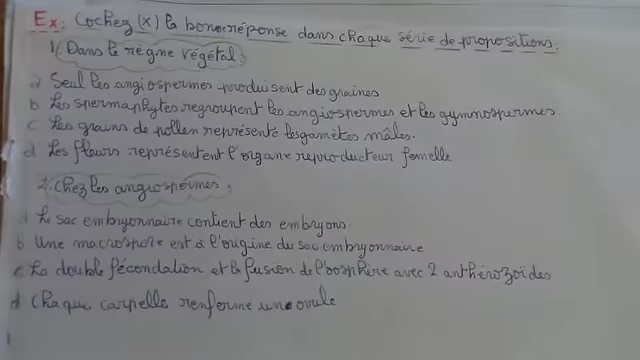 Ex: Cochez (x) la bonne réponse dans chaque série de propositions.
1) Dans le règne végétal:
a Seul les angiospermes produisent des graines
b Les spermaphytes regroupent les angiospermes et les gymnospermes.
c Les grains de pollen représenté les gamètes mâles.
d Les fleurs représentent l'organe reproducteur femelle
2. Chez les angiospermes.
a Le sac embryonnaire contient des embryons.
b Une macrospore est à l'origine du sac embryonnaire
c La double fécondation et la fusion de l'oosphère avec 2 anthérozoïdes
d Chaque carpelle renferme un ovule